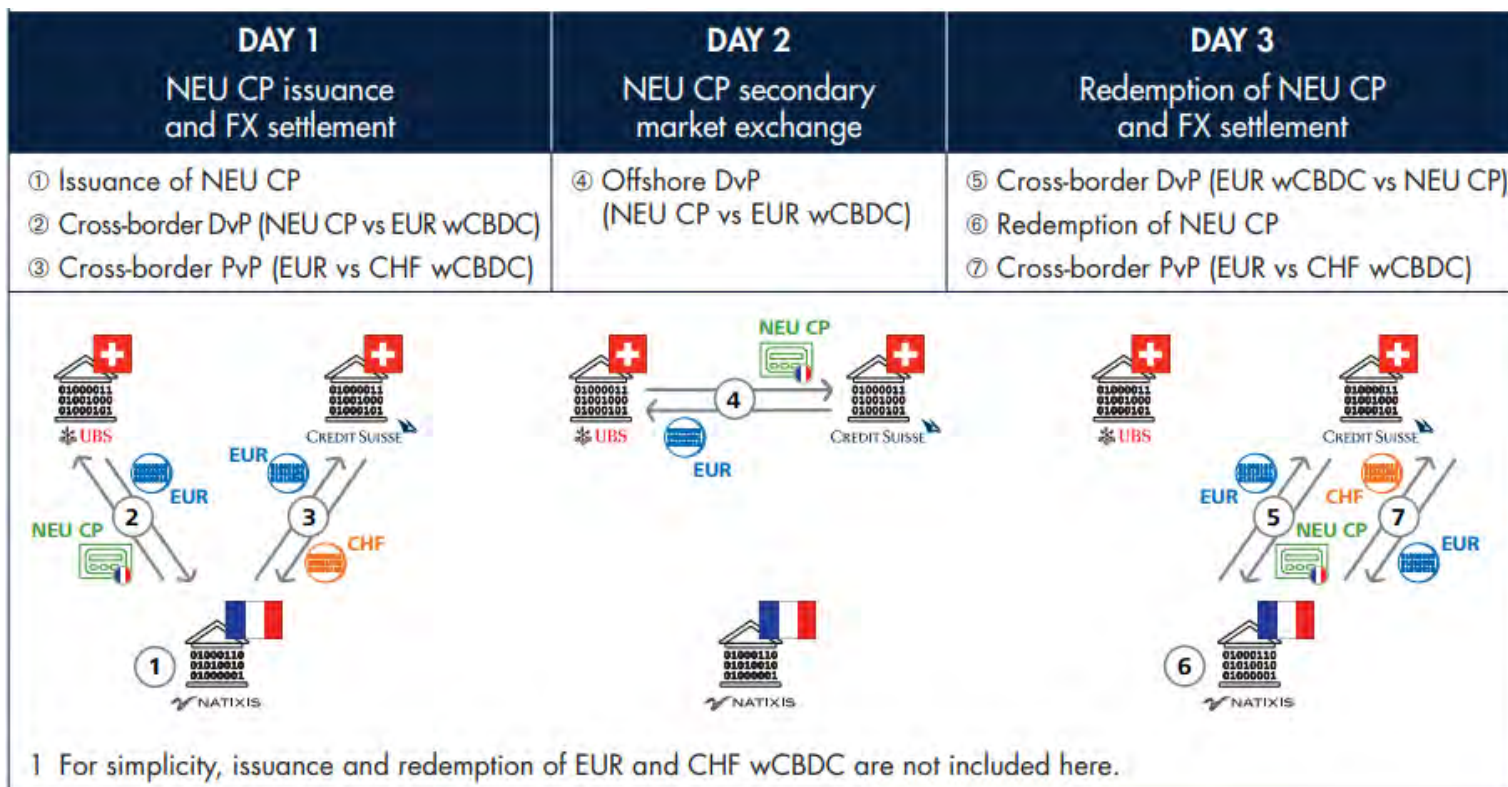 DAY 1
NEU CP issuance
and FX settlement
DAY 2
NEU CP secondary
market exchange
DAY 3
Redemption of NEU CP
and FX settlement
① Issuance of NEU CP
② Cross-border DvP (NEU CP vs EUR wCBDC)
③ Cross-border PvP (EUR vs CHF wCBDC)
④ Offshore DvP
(NEU CP vs EUR wCBDC)
⑤ Cross-border DvP (EUR wCBDC vs NEU CP)
⑥ Redemption of NEU CP
⑦ Cross-border PvP (EUR vs CHF wCBDC)
01000011
01001000
01000101
UBS
01000011
01001000
01000101
CREDIT SUISSE
EUR
EUR
2
3
NEU CP
CHF
1
01000110
01010010
01000001
NATIXIS
NEU CP
01000011
01001000
01000101
UBS
4
01000011
01001000
01000101
CREDIT SUISSE
EUR
01000110
01010010
01000001
NATIXIS
01000011
01001000
01000101
UBS
01000011
01001000
01000101
CREDIT SUISSE
EUR
CHF
5
NEU CP
7
EUR
6
01000110
01010010
01000001
NATIXIS
1 For simplicity, issuance and redemption of EUR and CHF wCBDC are not included here.